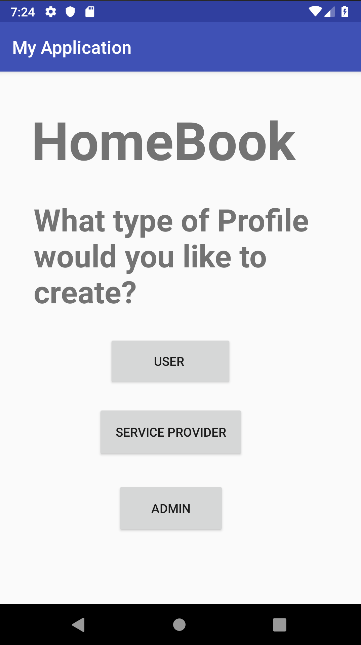 7:24
My Application
HomeBook
What type of Profile
would you like to
create?
USER
SERVICE PROVIDER
ADMIN